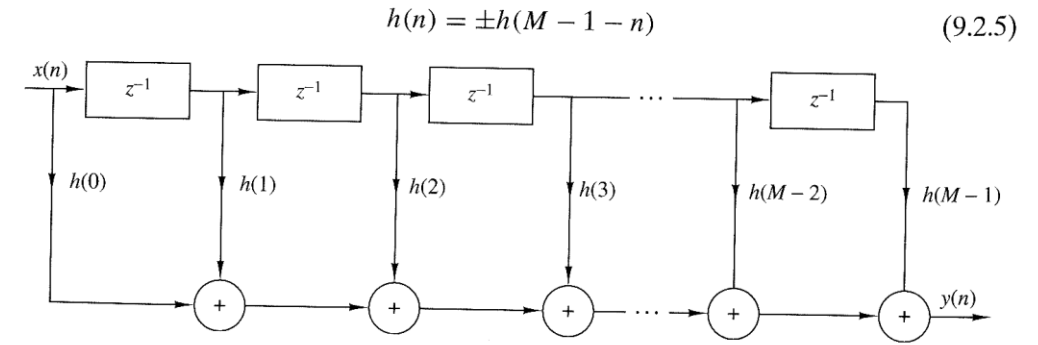 h(n) = ±h(M − 1 − n) (9.2.5)
x(n)
z⁻¹ z⁻¹ z⁻¹ ... z⁻¹
h(0) h(1) h(2) h(3) h(M − 2) h(M − 1)
+ + + ... + +
y(n)